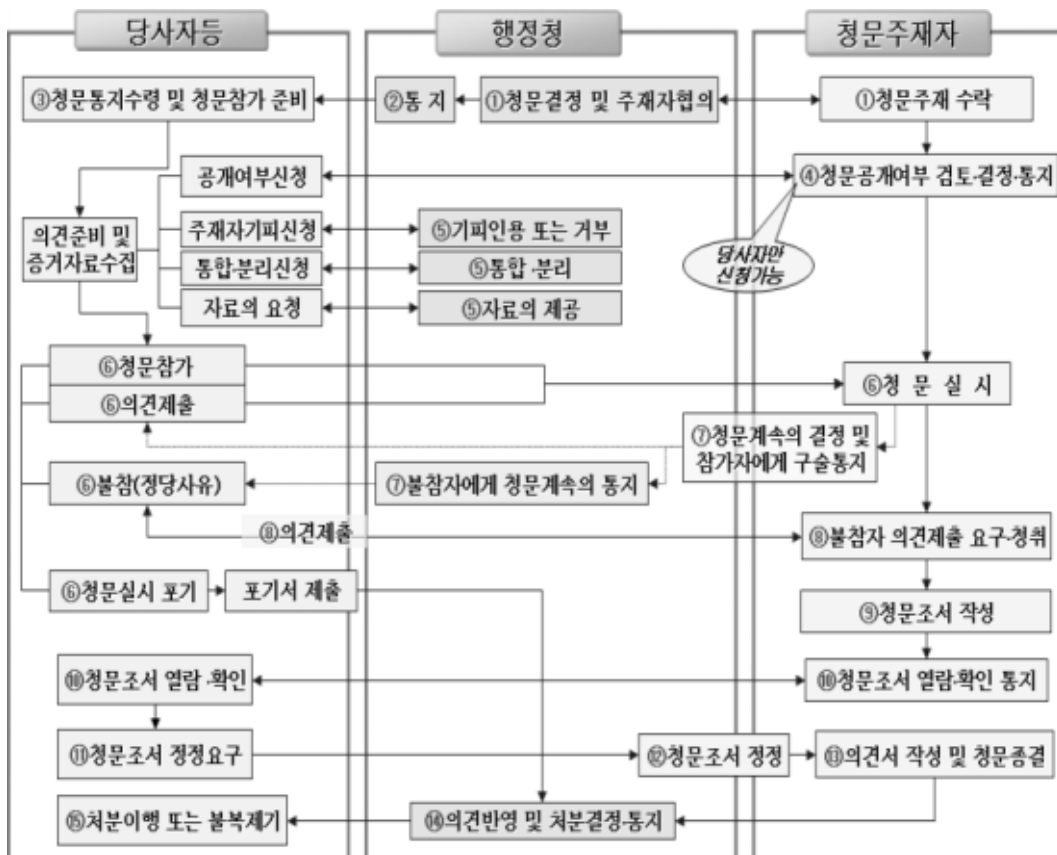 당사자등
행정청
청문주재자
③청문통지수령 및 청문참가 준비
②통 지
①청문결정 및 주재자협의
①청문주재 수락
공개여부신청
④청문공개여부 검토·결정·통지
의견준비 및
증거자료수집
주재자기피신청
⑤기피인용 또는 거부
당사자만
신청가능
통합·분리신청
⑤통합·분리
자료의 요청
⑤자료의 제공
⑥청문참가
⑥청 문 실 시
⑥의견제출
⑦청문계속의 결정 및
참가자에게 구술통지
⑥불참(정당사유)
⑦불참자에게 청문계속의 통지
⑧의견제출
⑧불참자 의견제출 요구·청취
⑥청문실시 포기
포기서 제출
⑨청문조서 작성
⑩청문조서 열람·확인
⑩청문조서 열람·확인 통지
⑪청문조서 정정요구
⑫청문조서 정정
⑬의견서 작성 및 청문종결
⑮처분이행 또는 불복제기
⑭의견반영 및 처분결정·통지